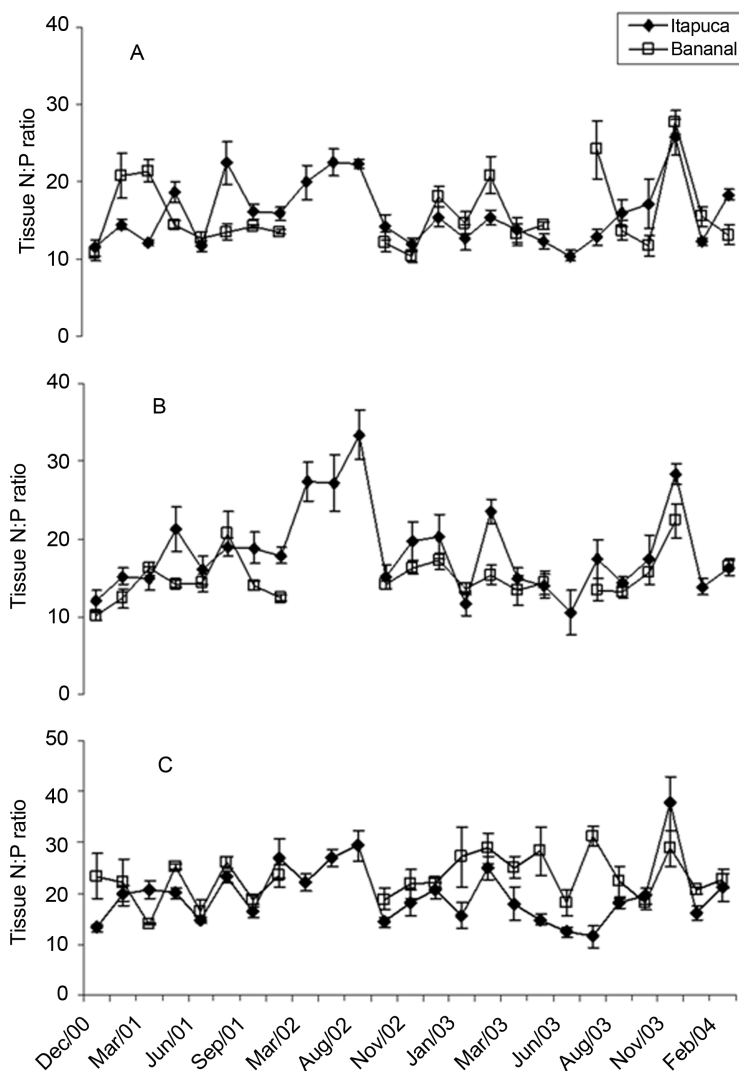 Itapuca
Bananal
A
40
30
20
10
0
Tissue N:P ratio
B
40
30
20
10
0
Tissue N:P ratio
C
50
40
30
20
10
0
Tissue N:P ratio
Dec/00
Mar/01
Jun/01
Sep/01
Mar/02
Aug/02
Nov/02
Jan/03
Mar/03
Jun/03
Aug/03
Nov/03
Feb/04